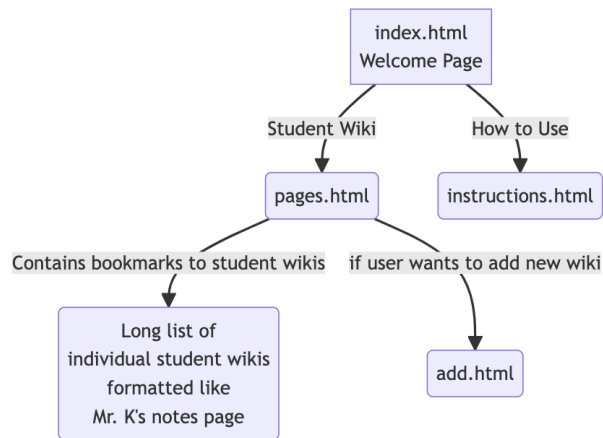 index.html
Welcome Page
Student Wiki
How to Use
pages.html
instructions.html
Contains bookmarks to student wikis
if user wants to add new wiki
Long list of
individual student wikis
formatted like
Mr. K's notes page
add.html